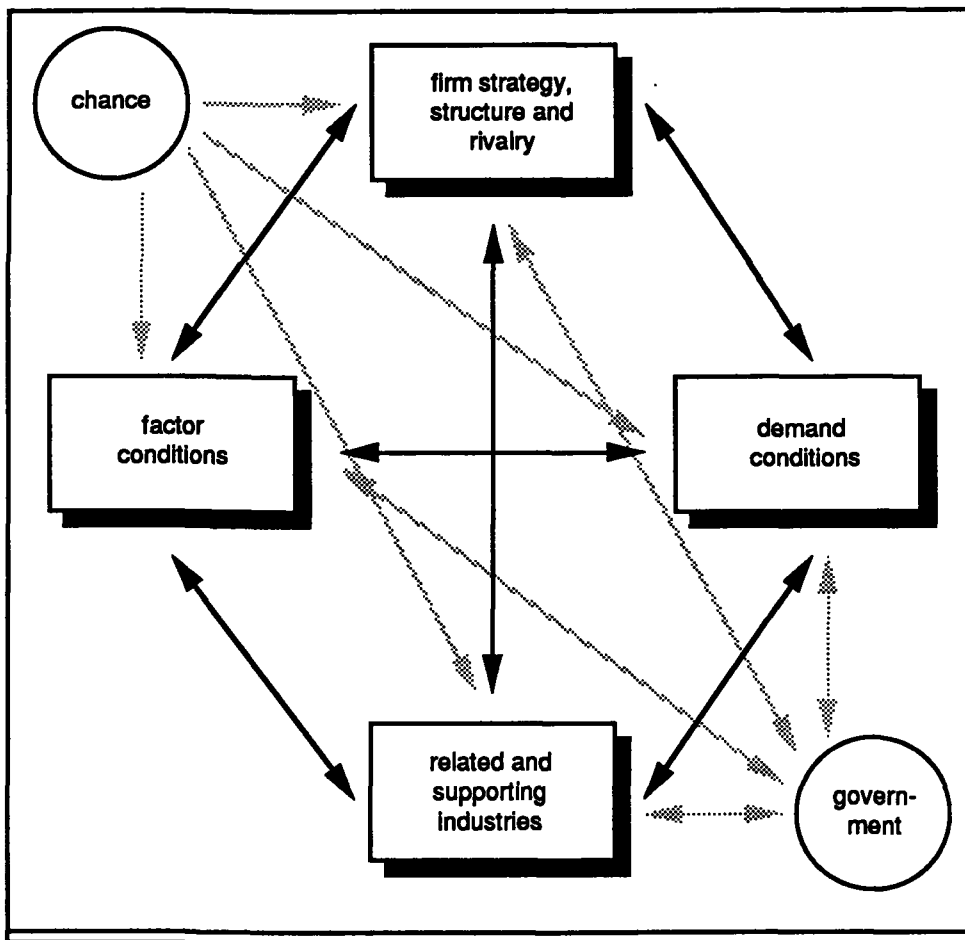 chance
firm strategy,
structure and
rivalry
factor
conditions
demand
conditions
related and
supporting
industries
govern-
ment